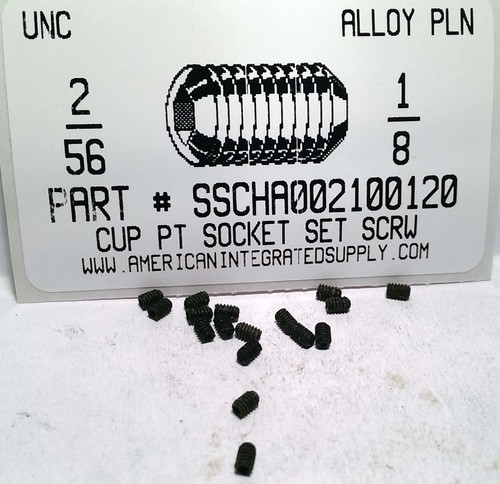 UNC ALLOY PLN
2 1
56 8
PART # SSCHA002100120
CUP PT SOCKET SET SCRW
WWW.AMERICANINTEGRATEDSUPPLY.COM